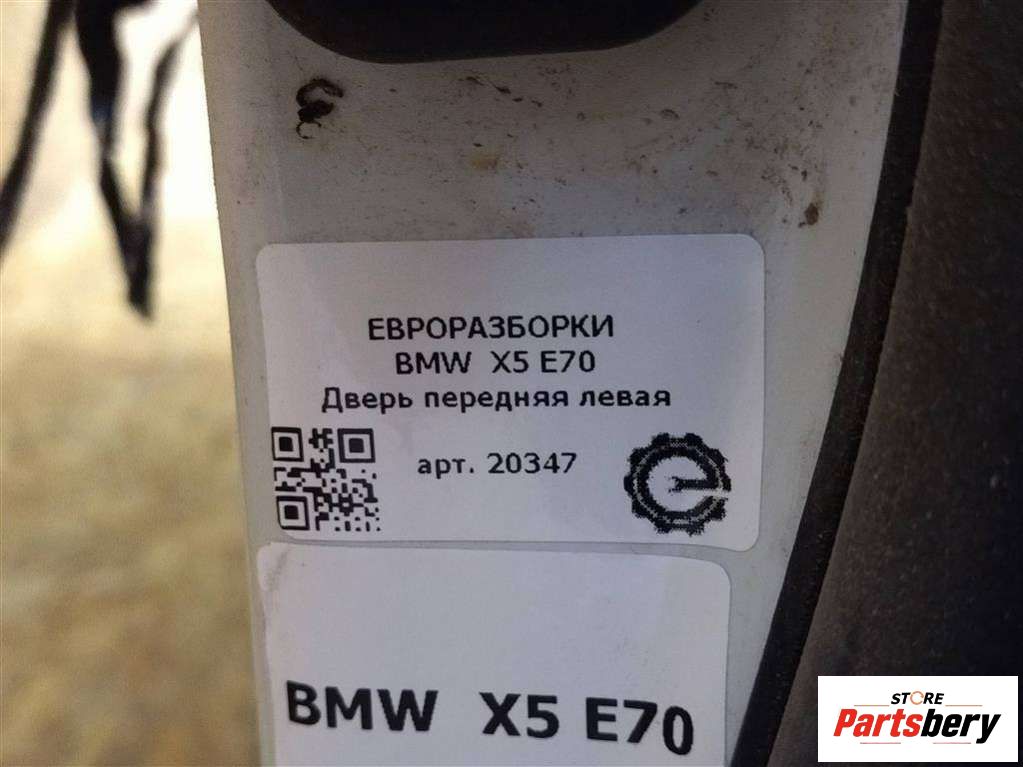 ЕВРОРАЗБОРКИ
BMW X5 E70
Дверь передняя левая
арт. 20347
BMW X5 E70
STORE
Partsbery